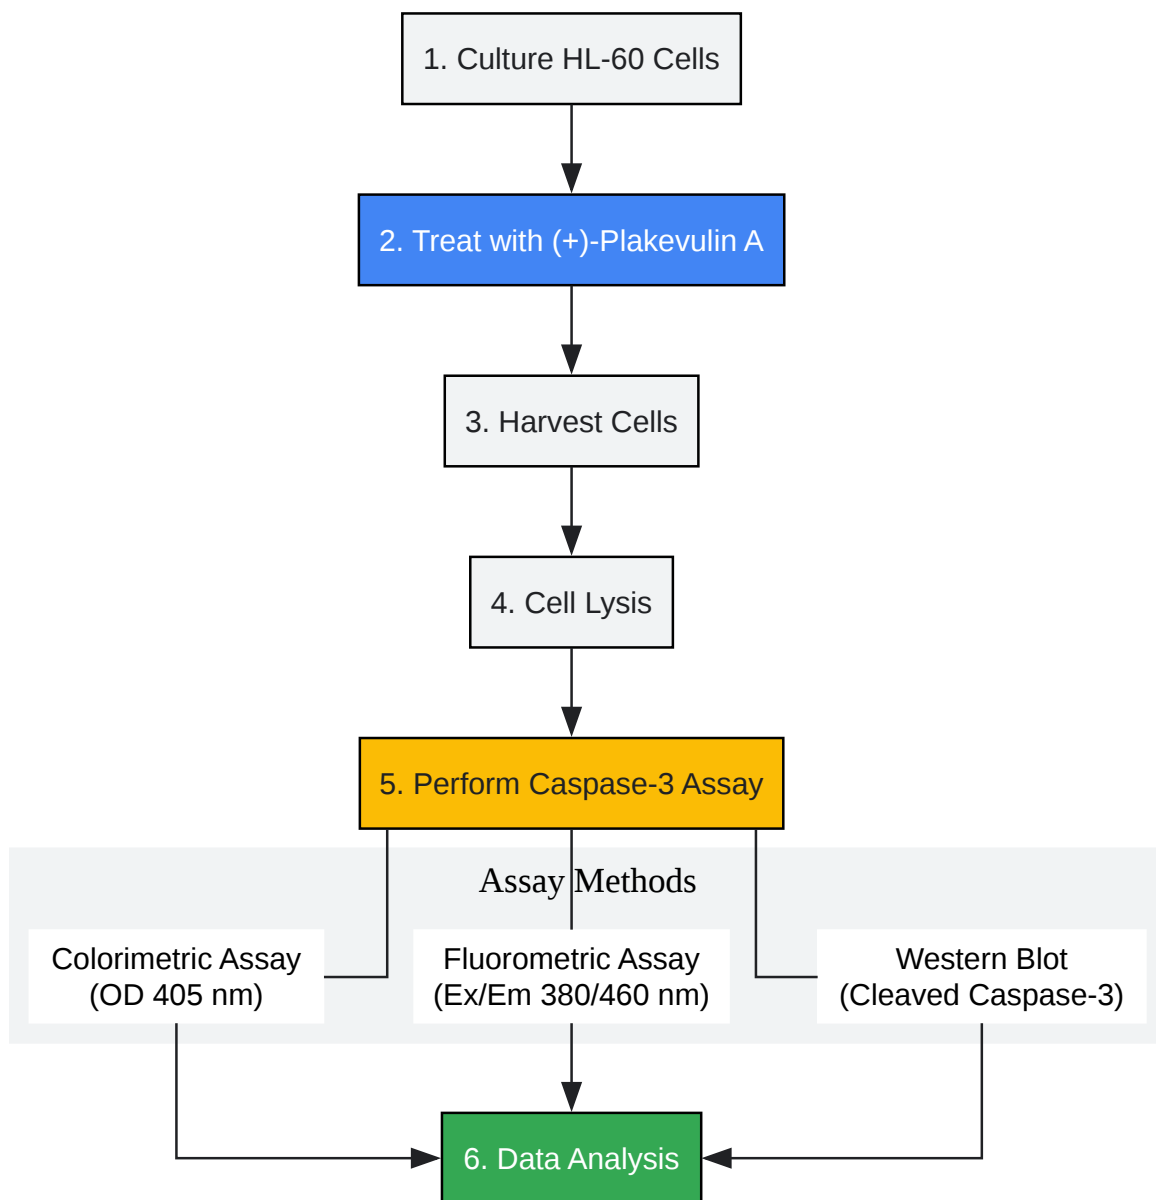 1. Culture HL-60 Cells
2. Treat with (+)-Plakevulin A
3. Harvest Cells
4. Cell Lysis
5. Perform Caspase-3 Assay
Assay Methods
Colorimetric Assay
(OD 405 nm)
Fluorometric Assay
(Ex/Em 380/460 nm)
Western Blot
(Cleaved Caspase-3)
6. Data Analysis